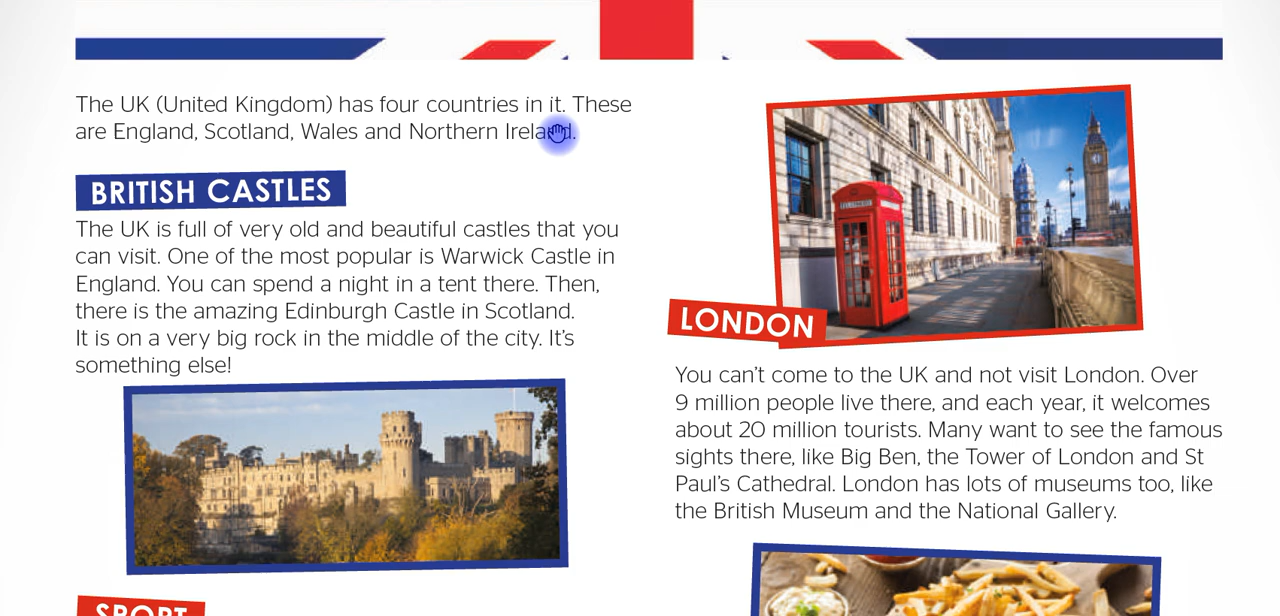 The UK (United Kingdom) has four countries in it. These
are England, Scotland, Wales and Northern Ireland.
BRITISH CASTLES
The UK is full of very old and beautiful castles that you
can visit. One of the most popular is Warwick Castle in
England. You can spend a night in a tent there. Then,
there is the amazing Edinburgh Castle in Scotland.
It is on a very big rock in the middle of the city. It's
something else!
SPORT
TELEPHONE
LONDON
You can't come to the UK and not visit London. Over
9 million people live there, and each year, it welcomes
about 20 million tourists. Many want to see the famous
sights there, like Big Ben, the Tower of London and St
Paul's Cathedral. London has lots of museums too, like
the British Museum and the National Gallery.